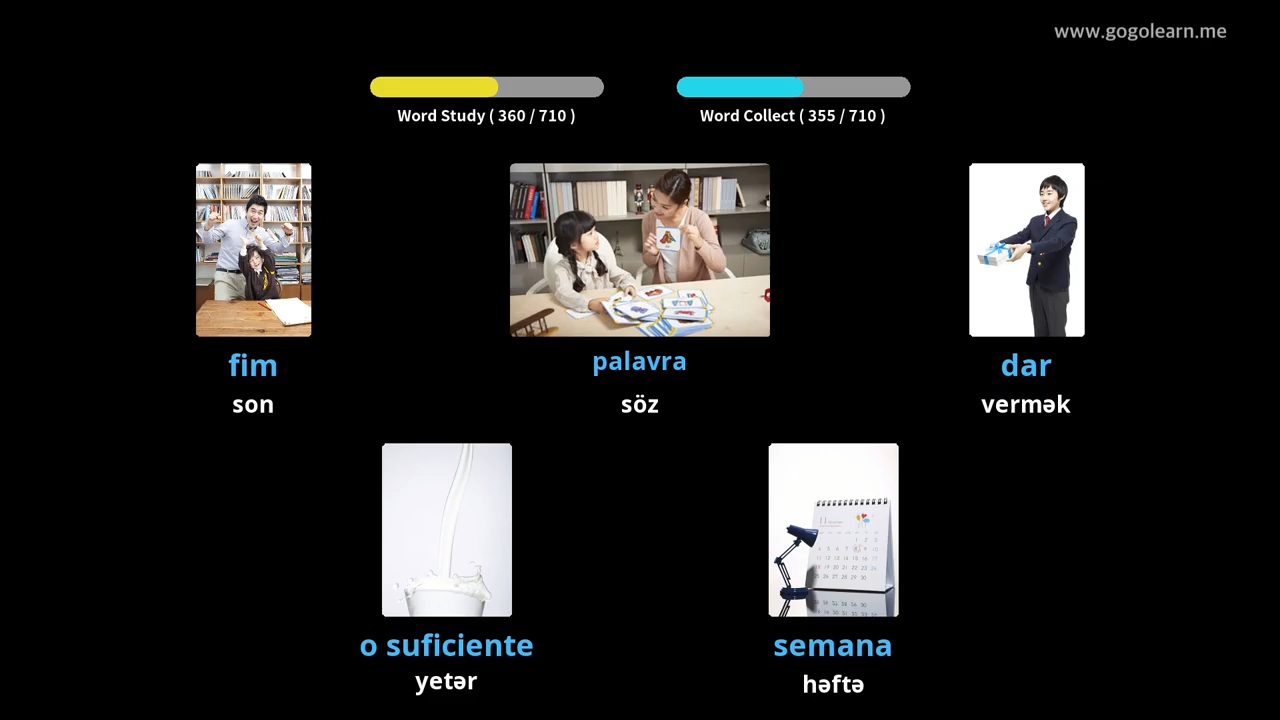 www.gogolearn.me
Word Study ( 360 / 710 )
Word Collect ( 355 / 710 )
fim
son
palavra
söz
dar
vermək
o suficiente
yetər
semana
həftə